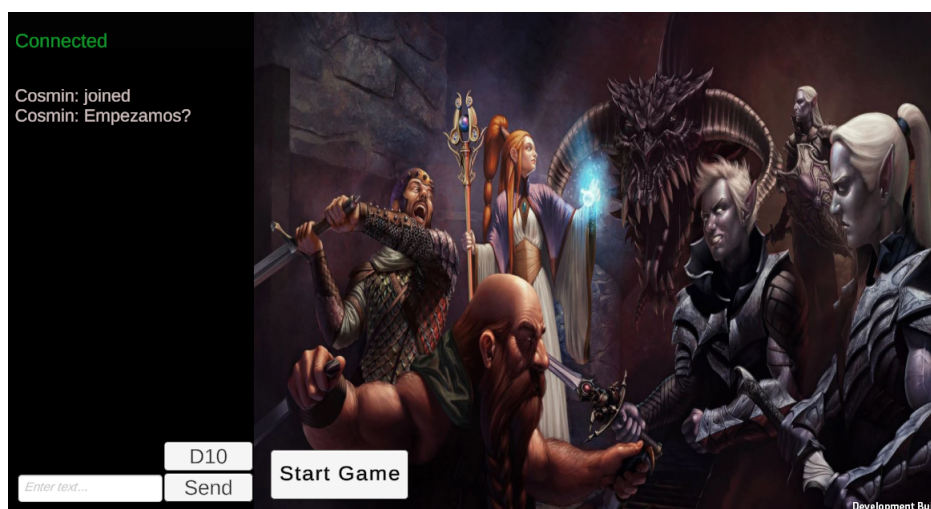 Connected
Cosmin: joined
Cosmin: Empezamos?
D10
Enter text...
Send
Start Game
Development Bu